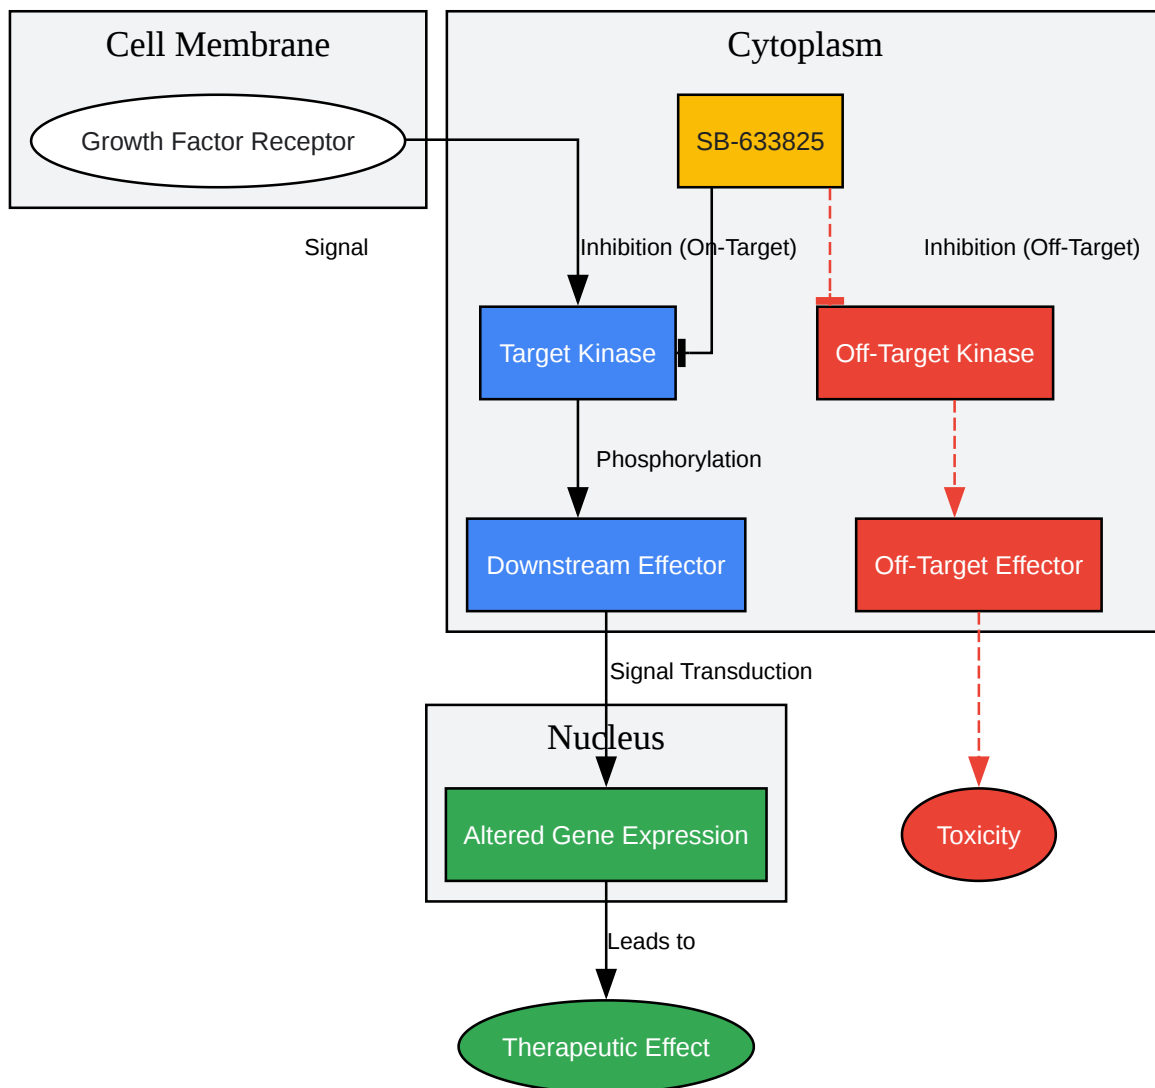 Cell Membrane
Cytoplasm
Growth Factor Receptor
SB-633825
Signal
Inhibition (On-Target)
Inhibition (Off-Target)
Target Kinase
Off-Target Kinase
Phosphorylation
Downstream Effector
Off-Target Effector
Signal Transduction
Nucleus
Altered Gene Expression
Toxicity
Leads to
Therapeutic Effect